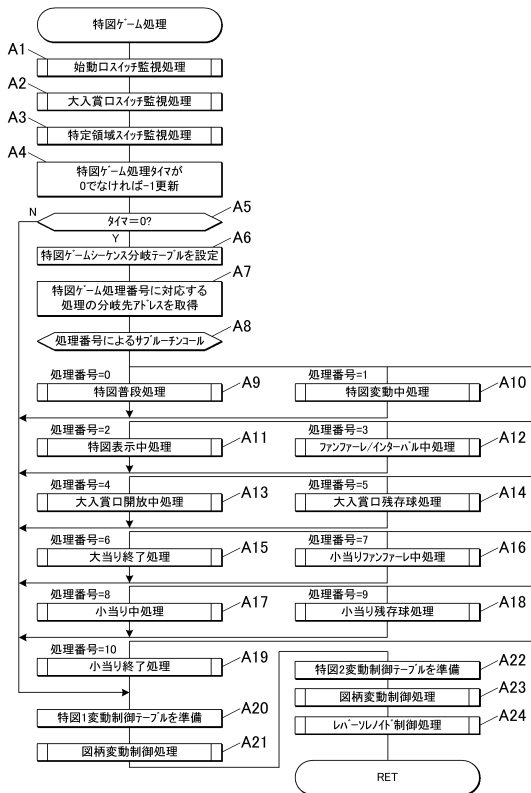 特図ゲーム処理
A1
始動口スイッチ監視処理
A2
大入賞口スイッチ監視処理
A3
特定領域スイッチ監視処理
A4
特図ゲーム処理タイマが
0でなければ-1更新
N
タイマ=0?
A5
Y
A6
特図ゲームシーケンス分岐テーブルを設定
A7
特図ゲーム処理番号に対応する
処理の分岐先アドレスを取得
A8
処理番号によるサブルーチンコール
処理番号=0
特図普段処理
A9
処理番号=1
特図変動中処理
A10
処理番号=2
特図表示中処理
A11
処理番号=3
ファンファーレ/インターバル中処理
A12
処理番号=4
大入賞口開放中処理
A13
処理番号=5
大入賞口残存球処理
A14
処理番号=6
大当り終了処理
A15
処理番号=7
小当りファンファーレ中処理
A16
処理番号=8
小当り中処理
A17
処理番号=9
小当り残存球処理
A18
処理番号=10
小当り終了処理
A19
特図1変動制御テーブルを準備
A20
図柄変動制御処理
A21
特図2変動制御テーブルを準備
A22
図柄変動制御処理
A23
レバーソレノイド制御処理
A24
RET